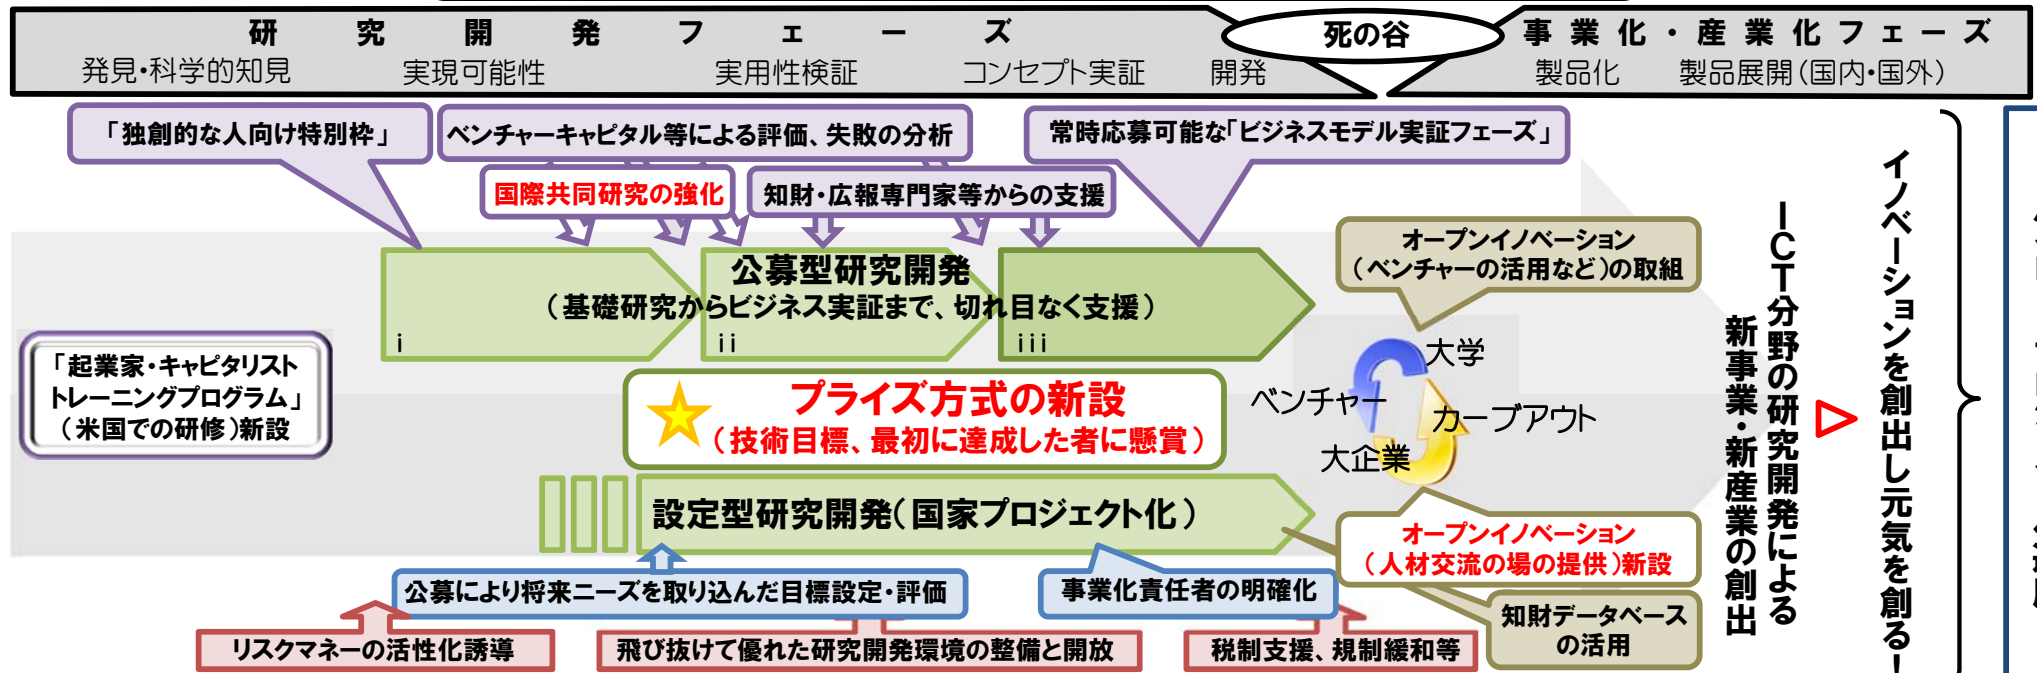 研究開発フェーズ
死の谷
事業化・産業化フェーズ
発見・科学的知見
実現可能性
実用性検証
コンセプト実証
開発
製品化
製品展開（国内・国外）
「独創的な人向け特別枠」
ベンチャーキャピタル等による評価、失敗の分析
常時応募可能な「ビジネスモデル実証フェーズ」
国際共同研究の強化
知財・広報専門家等からの支援
公募型研究開発
（基礎研究からビジネス実証まで、切れ目なく支援）
i
ii
iii
オープンイノベーション
（ベンチャーの活用など）の取組
「起業家・キャピタリスト
トレーニングプログラム」
（米国での研修）新設
プライズ方式の新設
（技術目標、最初に達成した者に懸賞）
大学
ベンチャー
カーブアウト
大企業
設定型研究開発（国家プロジェクト化）
オープンイノベーション
（人材交流の場の提供）新設
公募により将来ニーズを取り込んだ目標設定・評価
事業化責任者の明確化
知財データベース
の活用
リスクマネーの活性化誘導
飛び抜けて優れた研究開発環境の整備と開放
税制支援、規制緩和等
ICT分野の研究開発による
新事業・新産業の創出
イノベーションを創出し元気を創る！